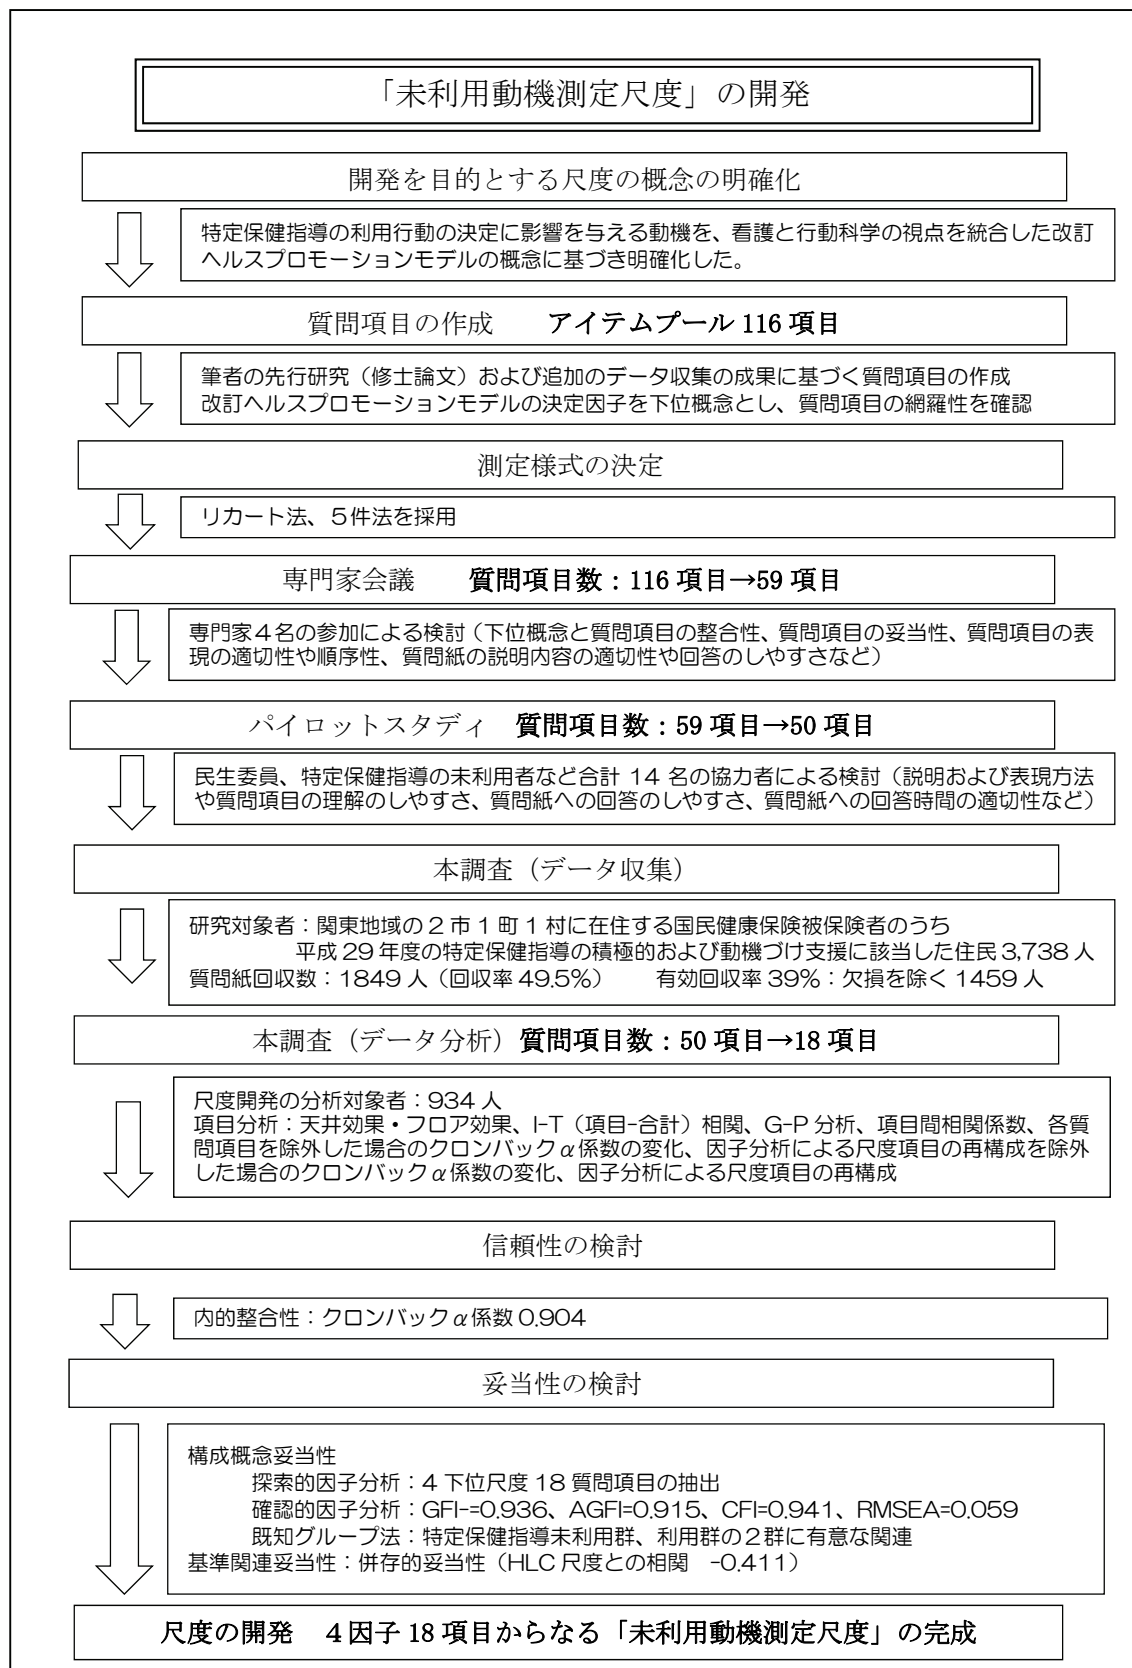 「未利用動機測定尺度」の開発
開発を目的とする尺度の概念の明確化
特定保健指導の利用行動の決定に影響を与える動機を、看護と行動科学の視点を統合した改訂
ヘルスプロモーションモデルの概念に基づき明確化した。
質問項目の作成　　アイテムプール 116 項目
筆者の先行研究（修士論文）および追加のデータ収集の成果に基づく質問項目の作成
改訂ヘルスプロモーションモデルの決定因子を下位概念とし、質問項目の網羅性を確認
測定様式の決定
リカート法、５件法を採用
専門家会議　　質問項目数：116 項目→59 項目
専門家４名の参加による検討（下位概念と質問項目の整合性、質問項目の妥当性、質問項目の表
現の適切性や順序性、質問紙の説明内容の適切性や回答のしやすさなど）
パイロットスタディ　質問項目数：59 項目→50 項目
民生委員、特定保健指導の未利用者など合計 14 名の協力者による検討（説明および表現方法
や質問項目の理解のしやすさ、質問紙への回答のしやすさ、質問紙への回答時間の適切性など）
本調査（データ収集）
研究対象者：関東地域の２市１町１村に在住する国民健康保険被保険者のうち
平成 29 年度の特定保健指導の積極的および動機づけ支援に該当した住民 3,738 人
質問紙回収数：1849 人（回収率 49.5%）　　有効回収率 39%：欠損を除く 1459 人
本調査（データ分析）質問項目数：50 項目→18 項目
尺度開発の分析対象者：934 人
項目分析：天井効果・フロア効果、I-T（項目-合計）相関、G-P 分析、項目間相関係数、各質
問項目を除外した場合のクロンバックα係数の変化、因子分析による尺度項目の再構成を除外
した場合のクロンバックα係数の変化、因子分析による尺度項目の再構成
信頼性の検討
内的整合性：クロンバックα係数 0.904
妥当性の検討
構成概念妥当性
探索的因子分析：４下位尺度 18 質問項目の抽出
確認的因子分析：GFI-=0.936、AGFI=0.915、CFI=0.941、RMSEA=0.059
既知グループ法：特定保健指導未利用群、利用群の２群に有意な関連
基準関連妥当性：併存的妥当性（HLC 尺度との相関　-0.411）
尺度の開発　４因子 18 項目からなる「未利用動機測定尺度」の完成